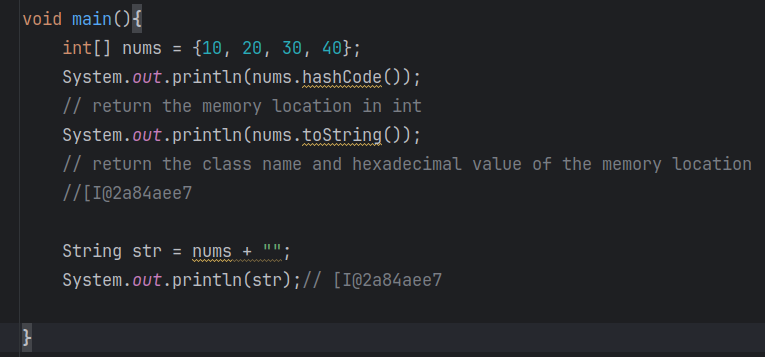 void main(){
    int[] nums = {10, 20, 30, 40};
    System.out.println(nums.hashCode());
    // return the memory location in int
    System.out.println(nums.toString());
    // return the class name and hexadecimal value of the memory location
    //[I@2a84aee7
    String str = nums + "";
    System.out.println(str);// [I@2a84aee7
}